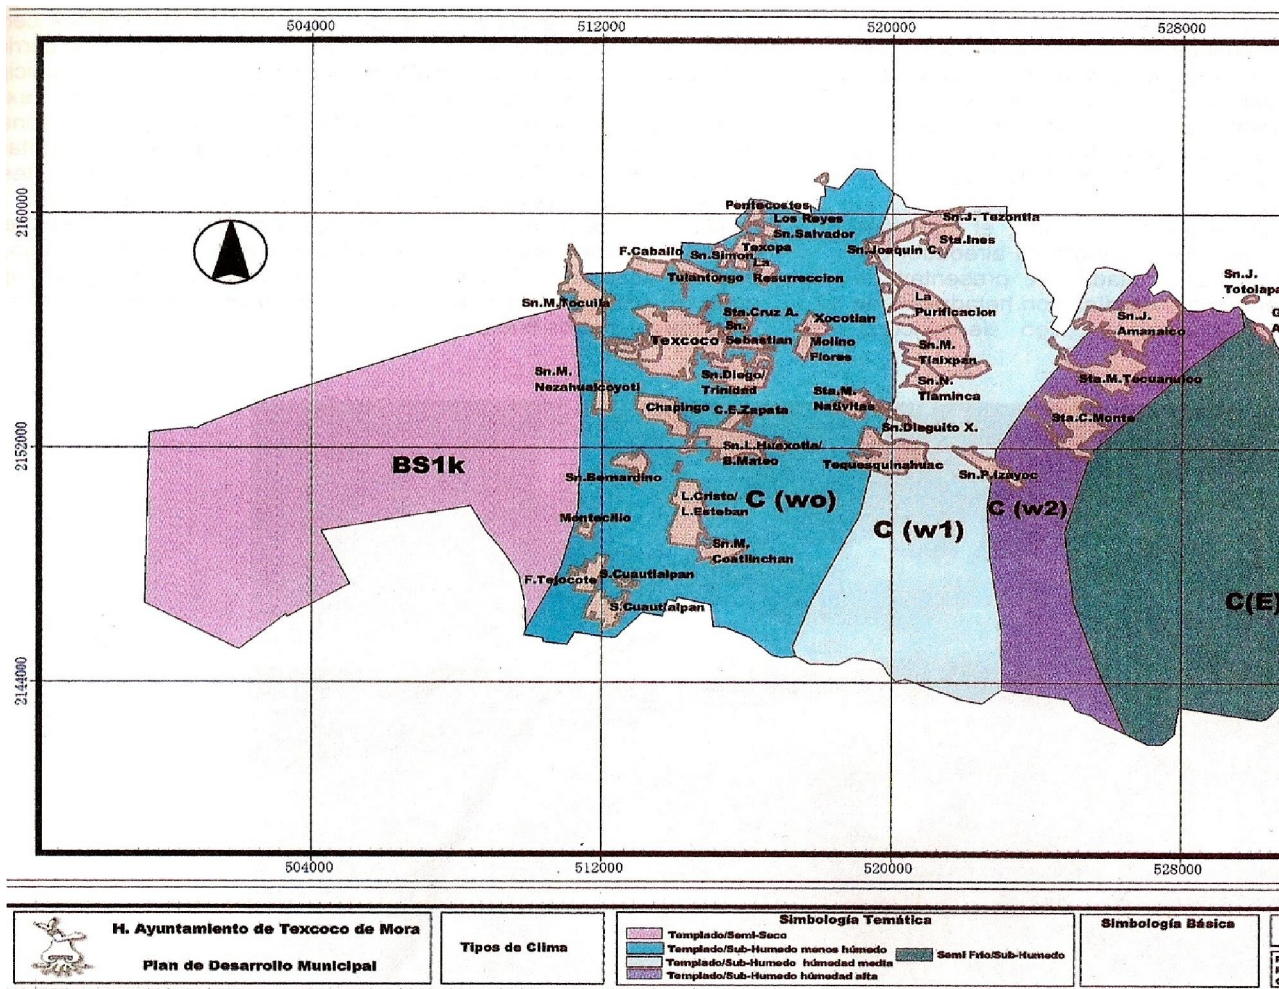 504000 512000 520000 528000
2160000
2152000
2144000
Pentecostes
Los Reyes
Sn.Salvador
Texopa
Sn.Simon
La
Resurreccion
F.Caballo
Tulantongo
Sn.J. Tezontla
Sta.Ines
Sn.Joaquin C.
Sn.J.
Totolapa
La
Purificacion
Sn.J.
Amanalco
Sn.M.Tocuila
Sta.Cruz A.
Xocotlan
Sn.
Sebastian
Texcoco
Molino
Flores
Sn.M.
Tlaixpan
Sn.M.
Nezahualcoyotl
Sn.Diego/
Trinidad
Sta.M.
Nativitas
Sn.N.
Tlaminca
Sta.M.Tecuanulco
Chapingo
C.E.Zapata
Sn.Dieguito X.
Sta.C.Monte
Sn.L.Huexotla/
S.Mateo
Tequesquinahuac
BS1k
Sn.Bernardino
Sn.P.Izayoc
L.Cristo/
L.Esteban
C (wo)
C (w1)
C (w2)
Montecillo
Sn.M.
Coatlinchan
F.Tejocote
S.Cuautlalpan
S.Cuautlalpan
C(E)
504000 512000 520000 528000
H. Ayuntamiento de Texcoco de Mora
Plan de Desarrollo Municipal
Tipos de Clima
Simbología Temática
Templado/Semi-Seco
Templado/Sub-Humedo menos húmedo
Templado/Sub-Humedo húmedad media
Templado/Sub-Humedo húmedad alta
Semi Frio/Sub-Humedo
Simbología Básica